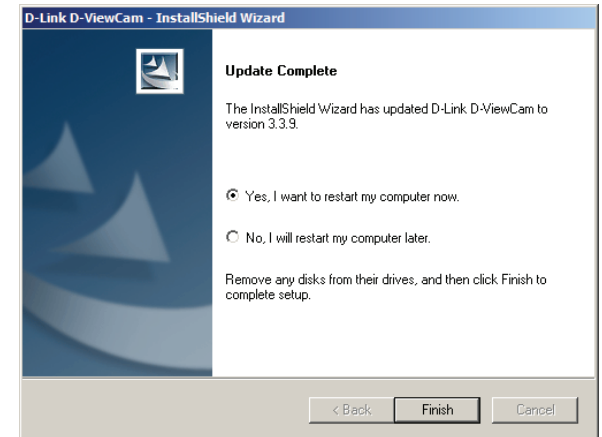 D-Link D-ViewCam - InstallShield Wizard
Update Complete
The InstallShield Wizard has updated D-Link D-ViewCam to
version 3.3.9.
Yes, I want to restart my computer now.
No, I will restart my computer later.
Remove any disks from their drives, and then click Finish to
complete setup.
< Back Finish Cancel